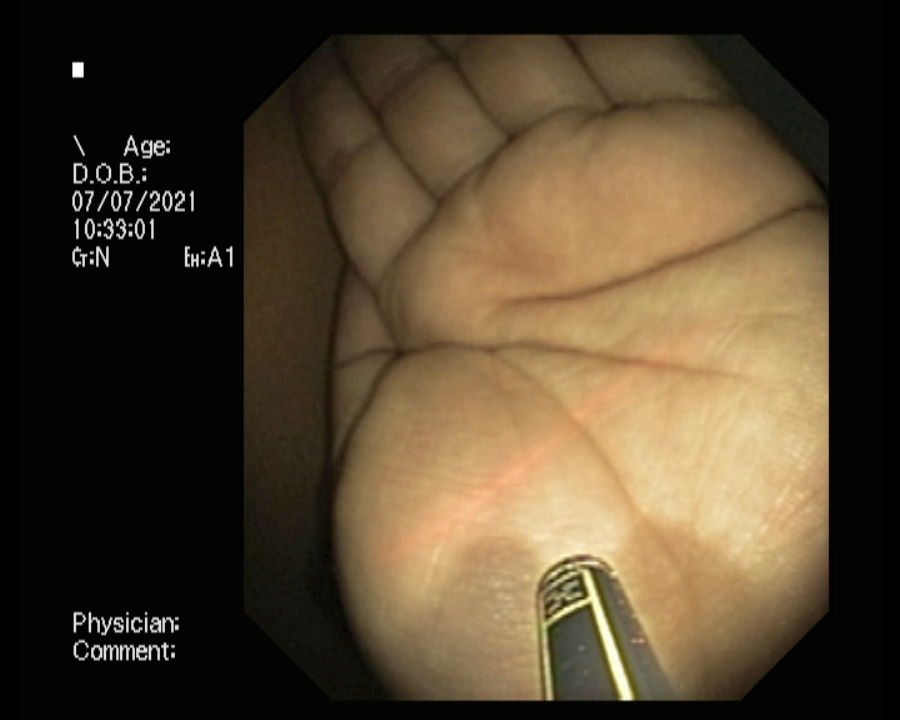 \ Age:
D.O.B.:
07/07/2021
10:33:01
Cr:N Eh:A1
Physician:
Comment: